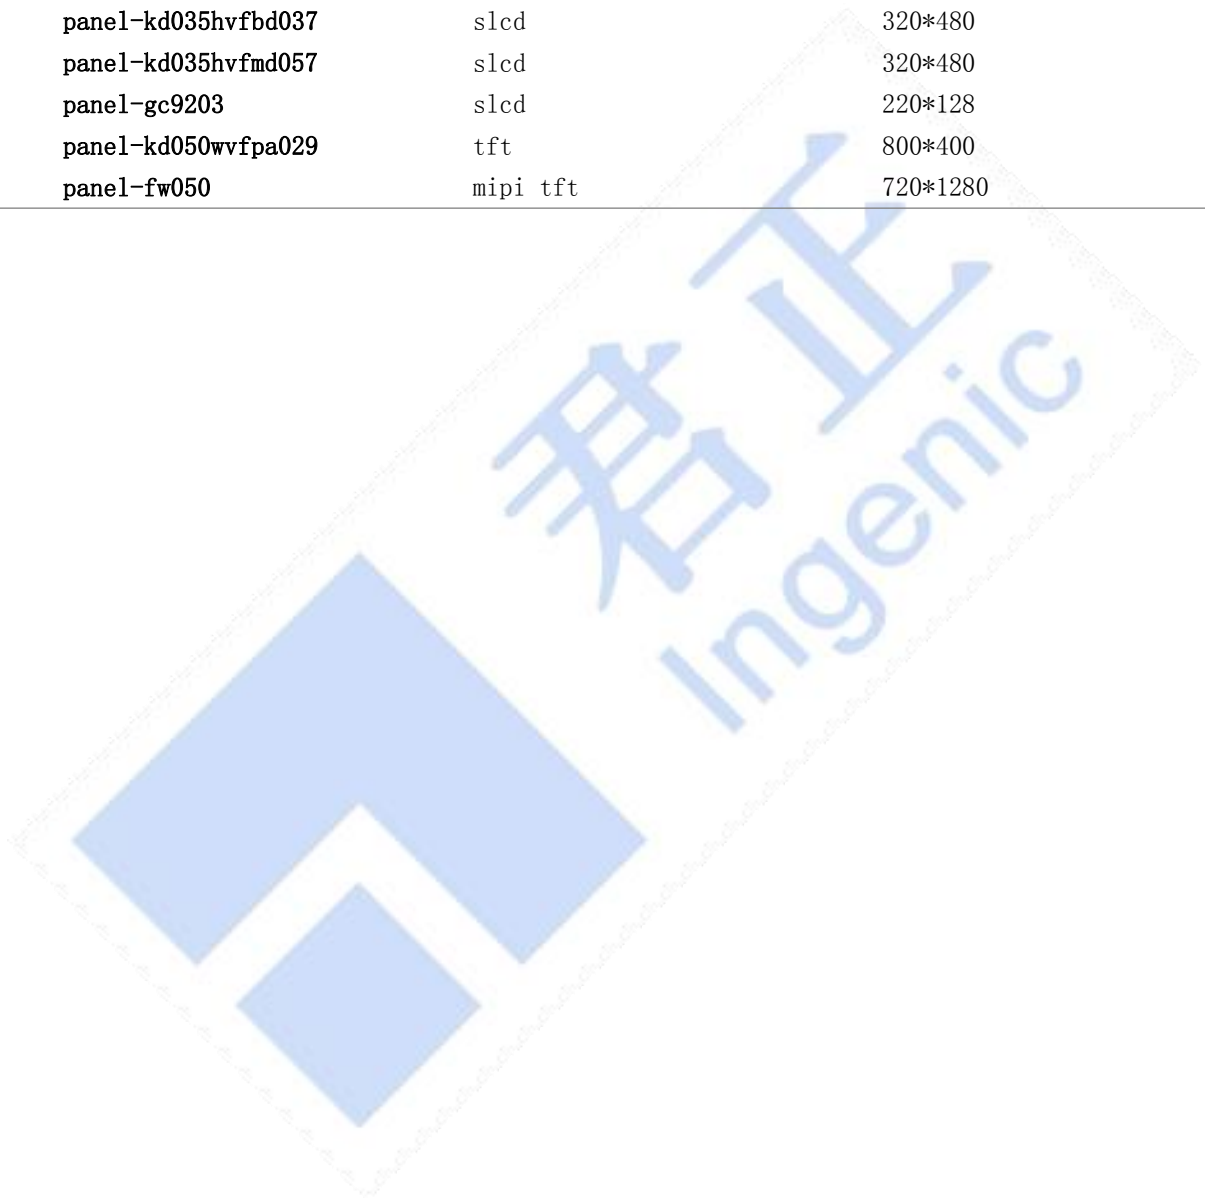 panel-kd035hvfbd037 slcd 320*480
panel-kd035hvfmd057 slcd 320*480
panel-gc9203 slcd 220*128
panel-kd050wvfpa029 tft 800*400
panel-fw050 mipi tft 720*1280
君正
Ingenic